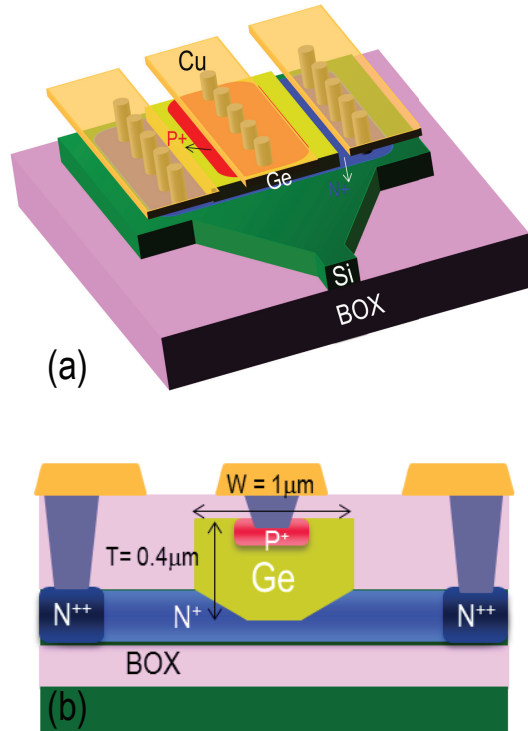 Cu
P+
Ge
N+
Si
BOX
(a)
W = 1μm
T= 0.4μm
P⁺
Ge
N⁺⁺
N⁺
N⁺⁺
BOX
(b)